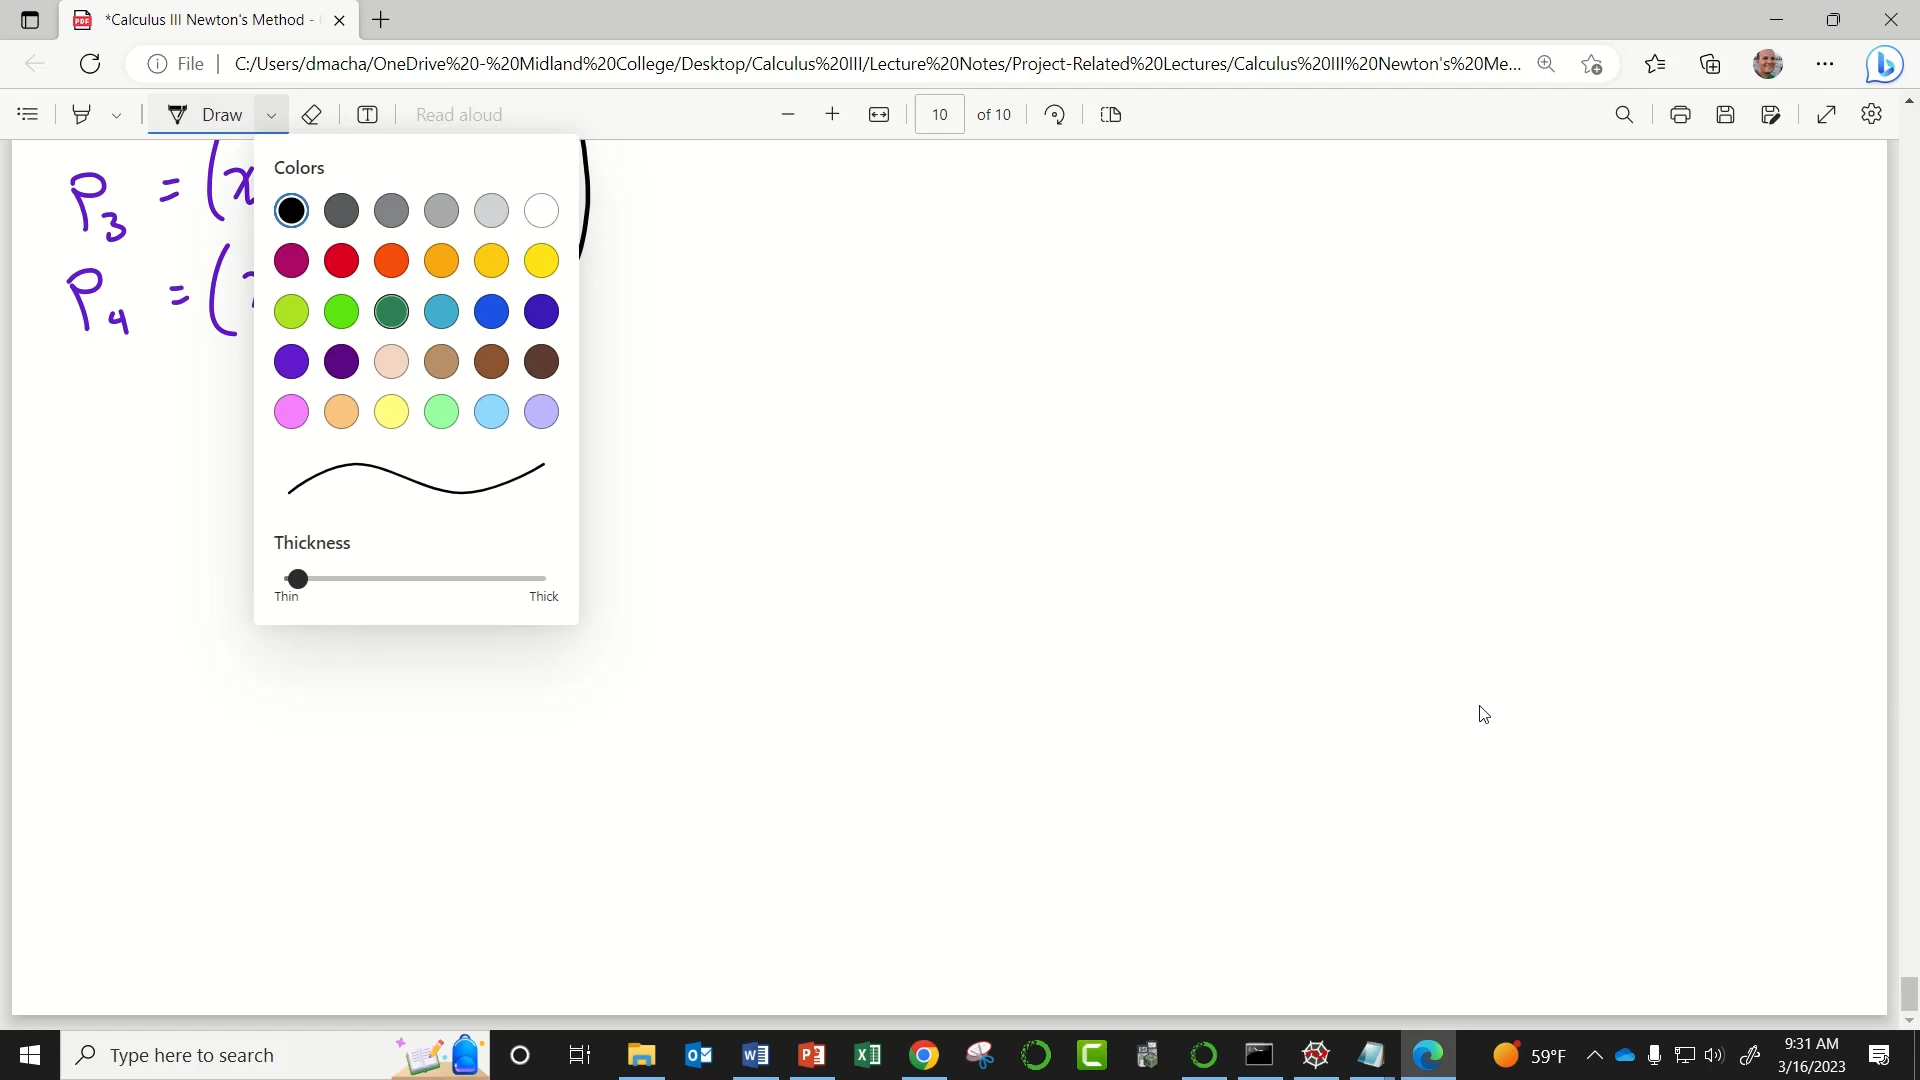 *Calculus III Newton's Method -
File
C:/Users/dmacha/OneDrive%20-%20Midland%20College/Desktop/Calculus%20III/Lecture%20Notes/Project-Related%20Lectures/Calculus%20III%20Newton's%20Me...
Draw
Read aloud
10
of 10
P3 = (x
P4 = (
Colors
Thickness
Thin
Thick
Type here to search
59°F
9:31 AM
3/16/2023